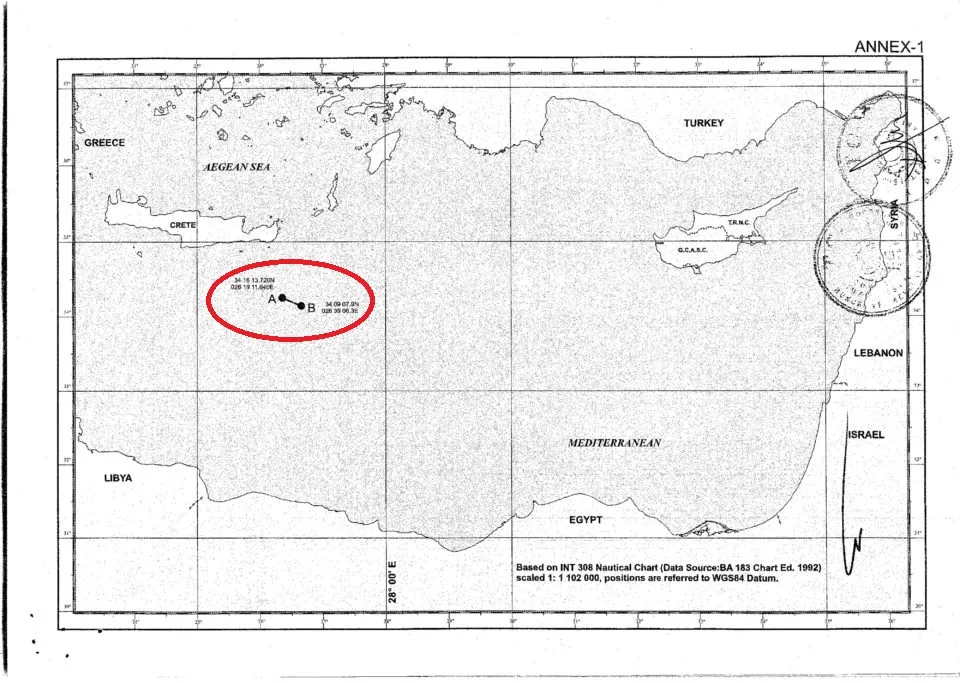 ANNEX-1
TURKEY
GREECE
AEGEAN SEA
CRETE
T.R.N.C.
G.C.A.S.C.
SYRIA
34 16 13.720N
026 19 11.640E
A
B
34 09 07.9N
026 39 06.3E
LEBANON
ISRAEL
MEDITERRANEAN
LIBYA
EGYPT
28° 00' E
Based on INT 308 Nautical Chart (Data Source:BA 183 Chart Ed. 1992)
scaled 1: 1 102 000, positions are referred to WGS84 Datum.